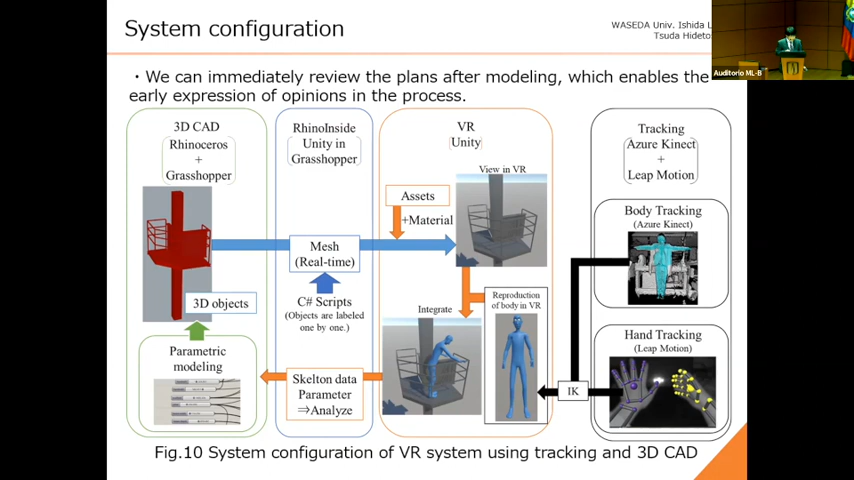 System configuration
WASEDA Univ. Ishida
Tsuda
Auditorio ML-B
・We can immediately review the plans after modeling, which enables the
early expression of opinions in the process.
3D CAD
Rhinoceros
+
Grasshopper
3D objects
Parametric
modeling
RhinoInside
Unity in
Grasshopper
Mesh
(Real-time)
C# Scripts
(Objects are labeled
one by one.)
Skelton data
Parameter
⇒Analyze
VR
Unity
View in VR
Assets
+Material
Integrate
Reproduction
of body in VR
IK
Tracking
Azure Kinect
+
Leap Motion
Body Tracking
(Azure Kinect)
Hand Tracking
(Leap Motion)
Fig.10 System configuration of VR system using tracking and 3D CAD